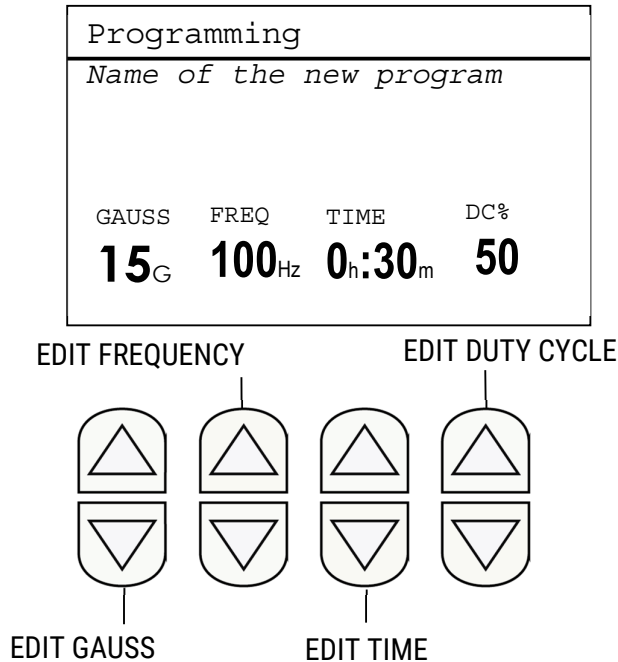 Programming
Name of the new program
GAUSS FREQ TIME DC%
15G 100Hz 0h:30m 50
EDIT FREQUENCY EDIT DUTY CYCLE
EDIT GAUSS EDIT TIME